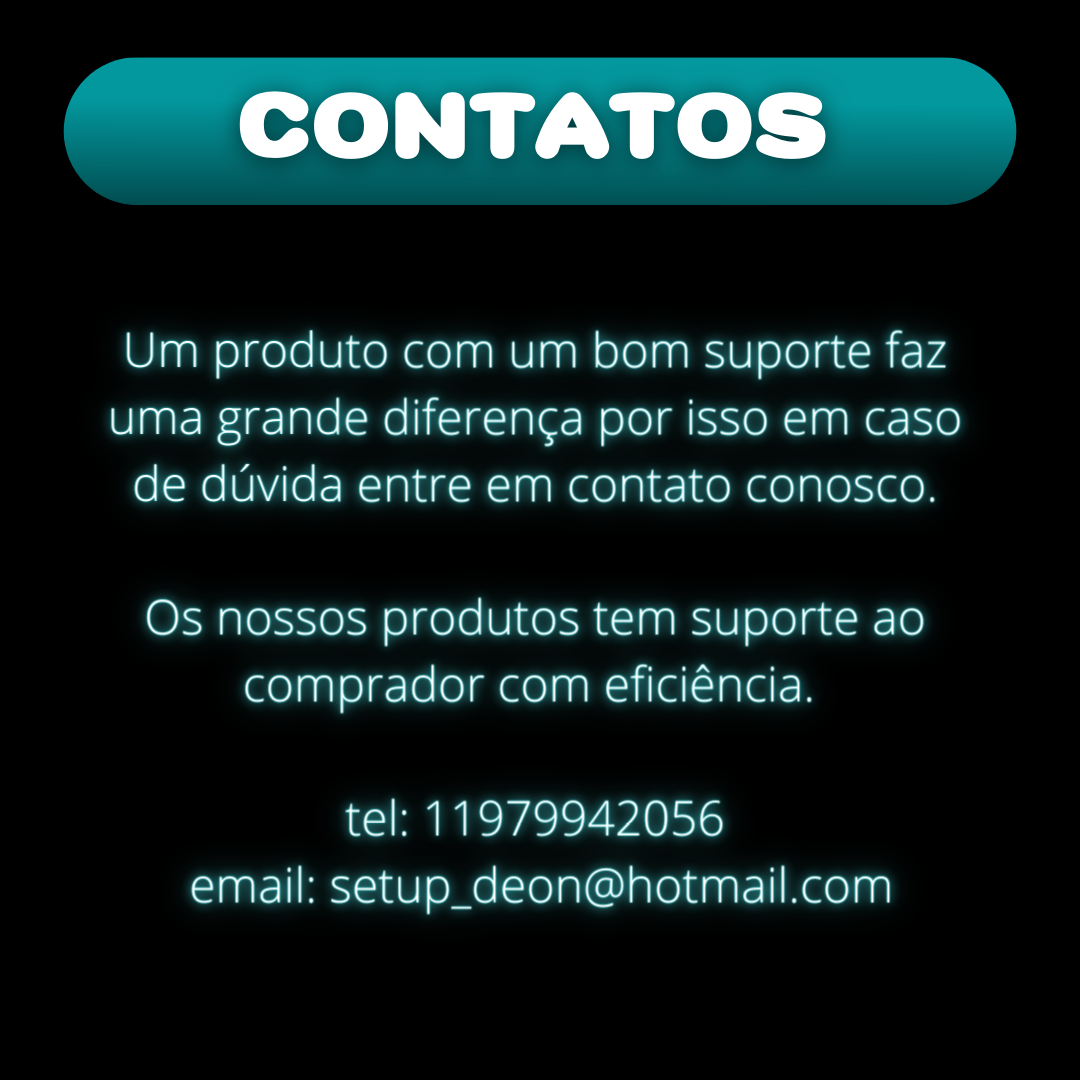 CONTATOS
Um produto com um bom suporte faz
uma grande diferença por isso em caso
de dúvida entre em contato conosco.
Os nossos produtos tem suporte ao
comprador com eficiência.
tel: 11979942056
email: setup_deon@hotmail.com